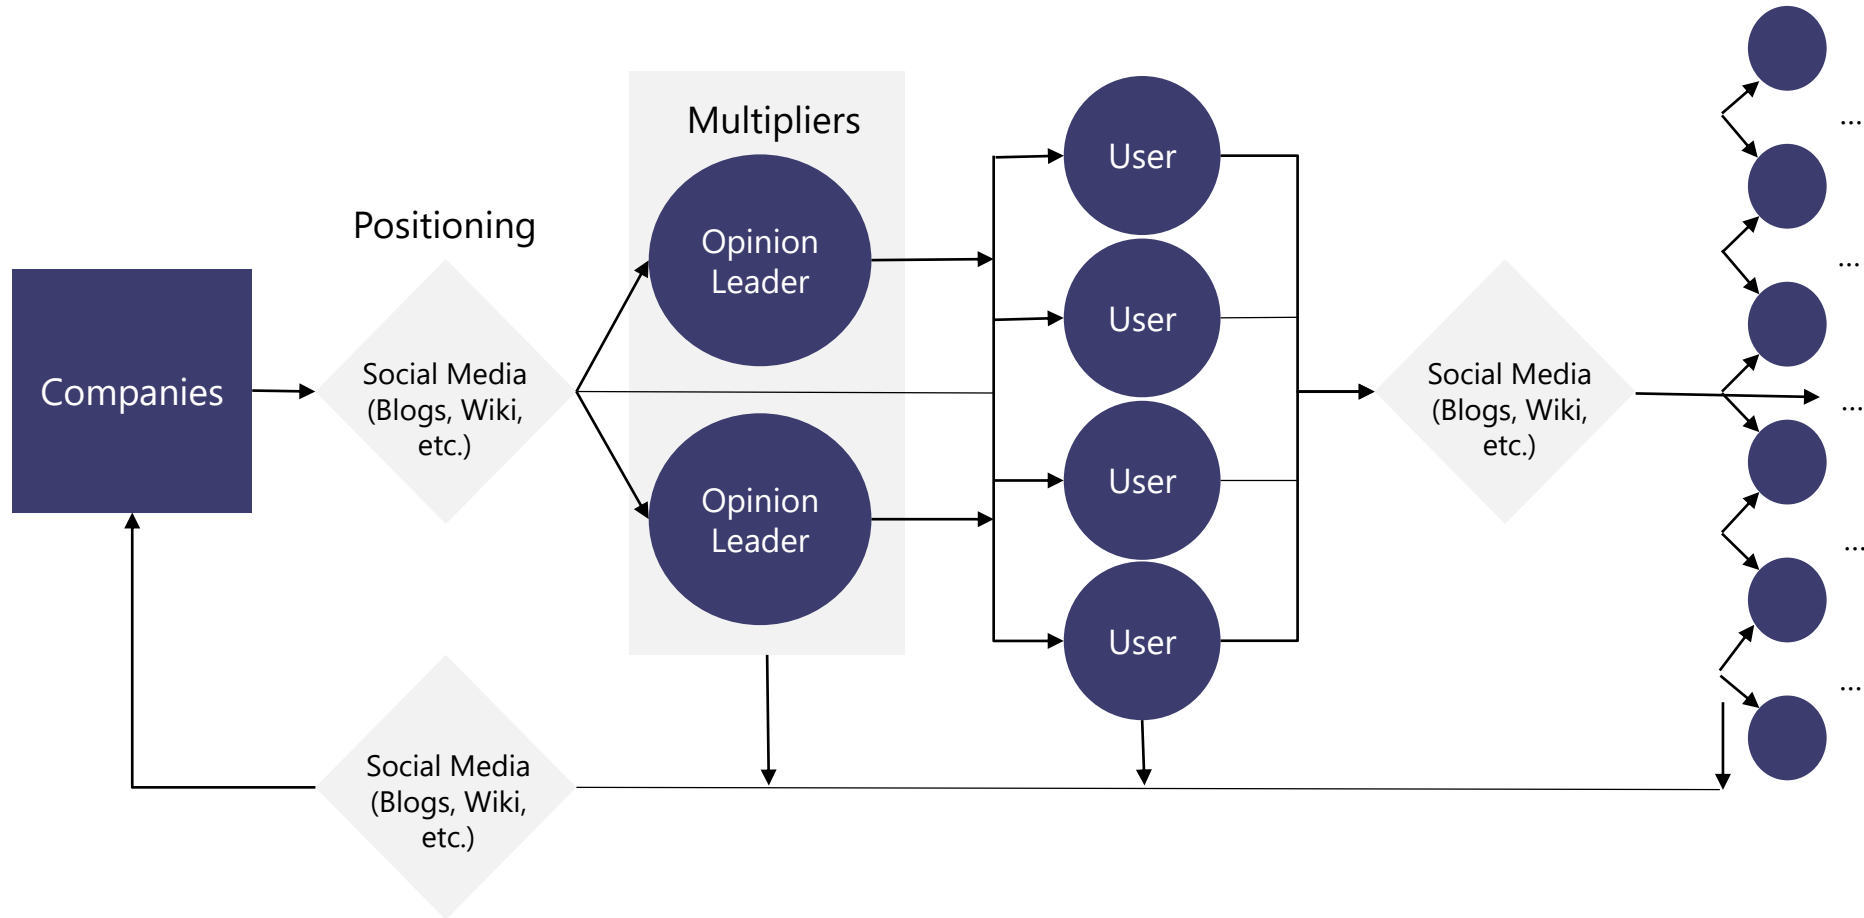 Multipliers
Positioning
Companies
Social Media
(Blogs, Wiki,
etc.)
Opinion
Leader
Opinion
Leader
User
User
User
User
Social Media
(Blogs, Wiki,
etc.)
...
...
...
...
...
Social Media
(Blogs, Wiki,
etc.)